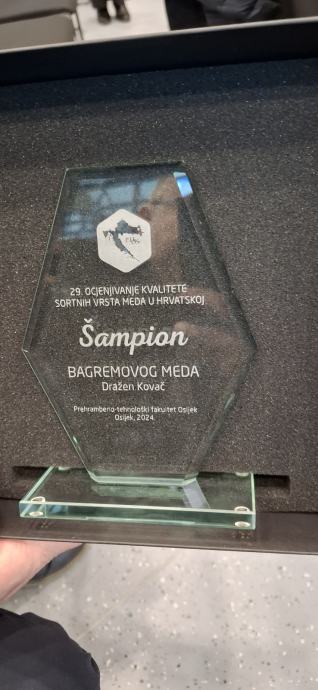 29. OCJENJIVANJE KVALITETE
SORTNIH VRSTA MEDA U HRVATSKOJ
Šampion
BAGREMOVOG MEDA
Dražen Kovač
Prehrambeno-tehnološki fakultet Osijek
Osijek, 2024.